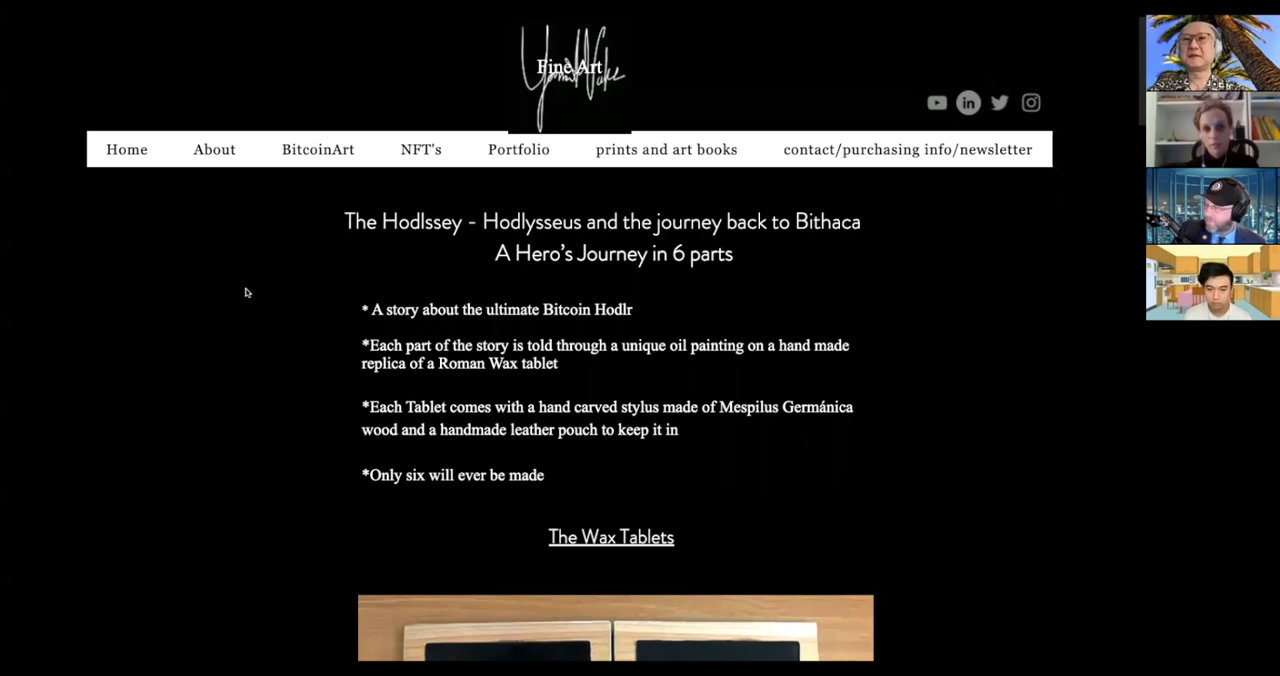 Fine Art
Home About BitcoinArt NFT's Portfolio prints and art books contact/purchasing info/newsletter
The Hodlssey - Hodlysseus and the journey back to Bithaca
A Hero's Journey in 6 parts
* A story about the ultimate Bitcoin Hodlr
*Each part of the story is told through a unique oil painting on a hand made
replica of a Roman Wax tablet
*Each Tablet comes with a hand carved stylus made of Mespilus Germánica
wood and a handmade leather pouch to keep it in
*Only six will ever be made
The Wax Tablets